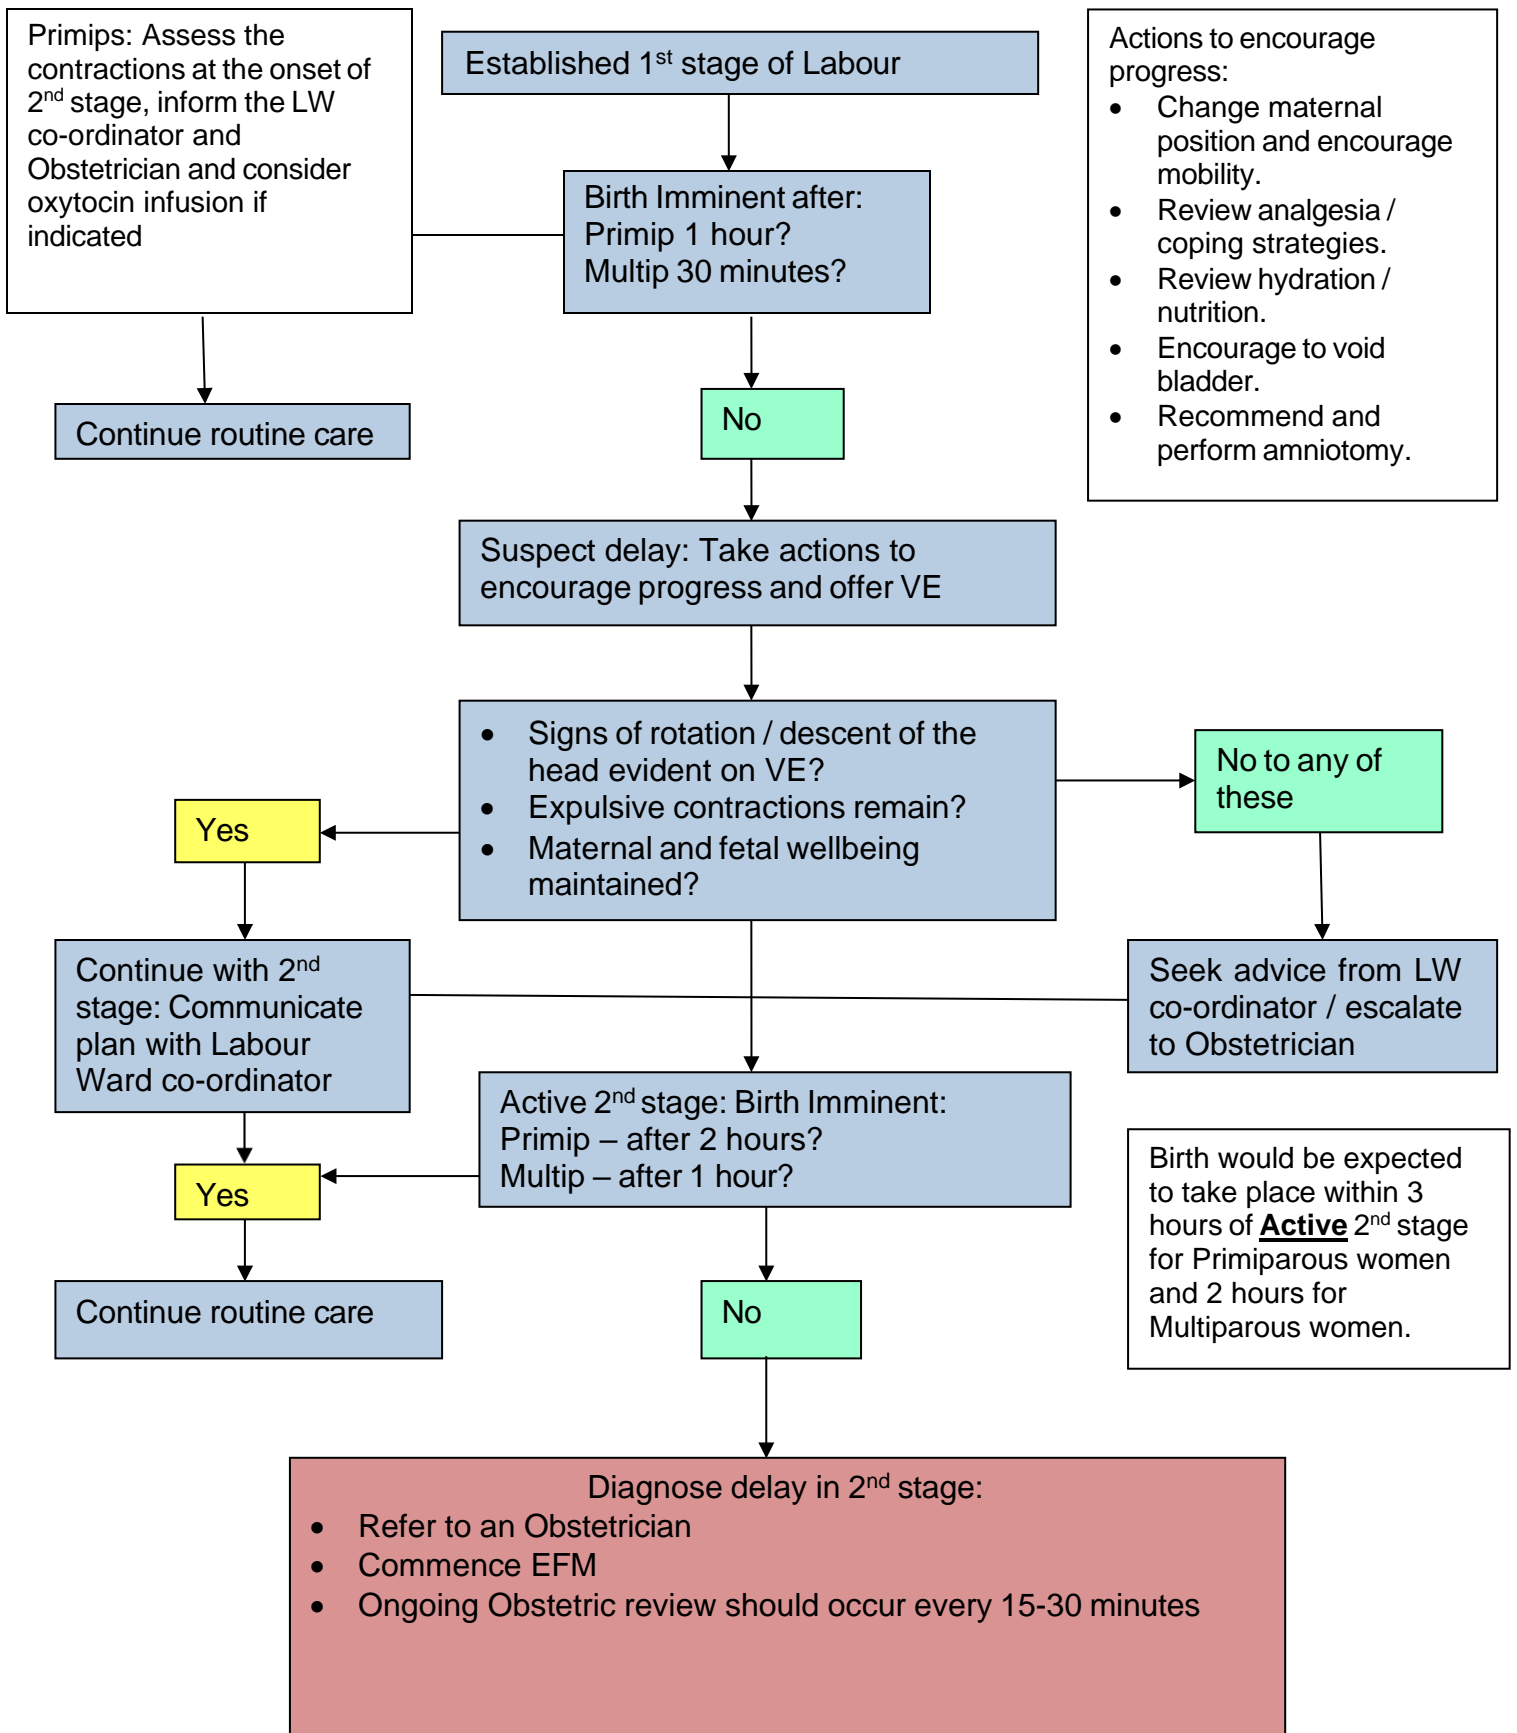 Primips: Assess the
contractions at the onset of
2nd stage, inform the LW
co-ordinator and
Obstetrician and consider
oxytocin infusion if
indicated
Established 1st stage of Labour
Actions to encourage
progress:
• Change maternal
position and encourage
mobility.
• Review analgesia /
coping strategies.
• Review hydration /
nutrition.
• Encourage to void
bladder.
• Recommend and
perform amniotomy.
Birth Imminent after:
Primip 1 hour?
Multip 30 minutes?
Continue routine care
No
Suspect delay: Take actions to
encourage progress and offer VE
• Signs of rotation / descent of the
head evident on VE?
• Expulsive contractions remain?
• Maternal and fetal wellbeing
maintained?
No to any of
these
Yes
Continue with 2nd
stage: Communicate
plan with Labour
Ward co-ordinator
Seek advice from LW
co-ordinator / escalate
to Obstetrician
Active 2nd stage: Birth Imminent:
Primip – after 2 hours?
Multip – after 1 hour?
Yes
Birth would be expected
to take place within 3
hours of Active 2nd stage
for Primiparous women
and 2 hours for
Multiparous women.
Continue routine care
No
Diagnose delay in 2nd stage:
• Refer to an Obstetrician
• Commence EFM
• Ongoing Obstetric review should occur every 15-30 minutes